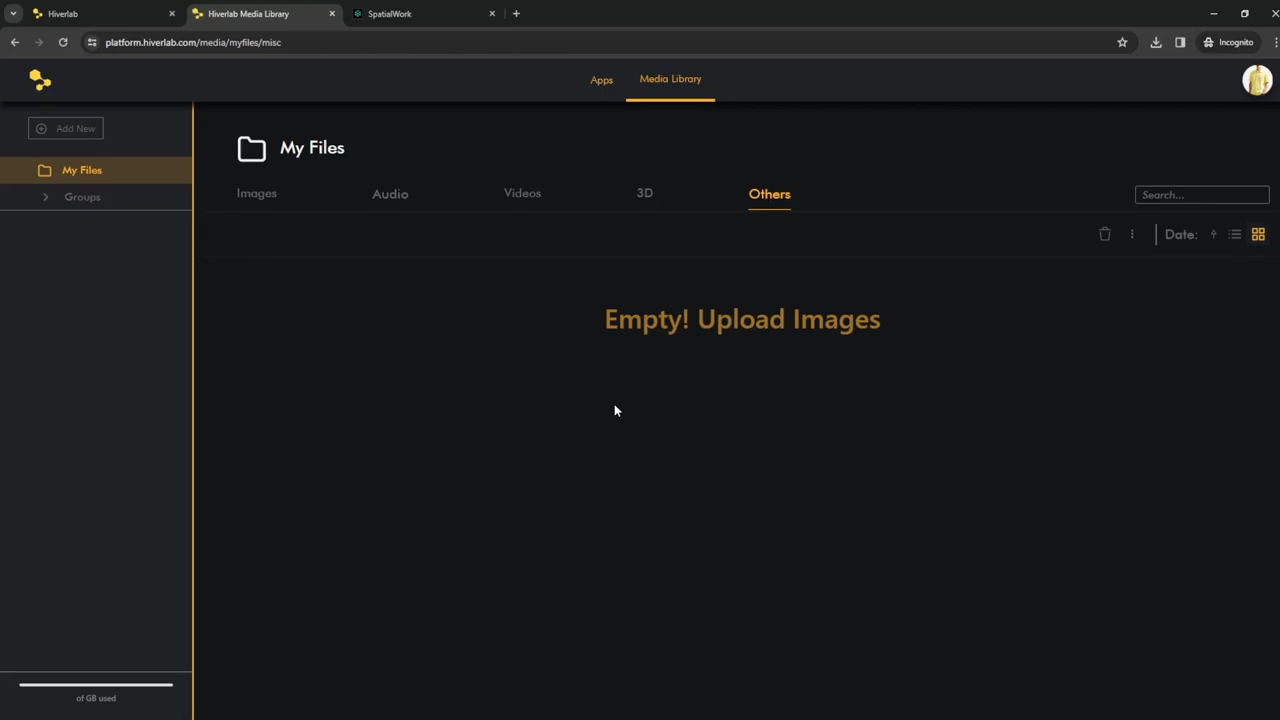 Hiverlab
Hiverlab Media Library
SpatialWork
platform.hiverlab.com/media/myfiles/misc
Incognito
Apps
Media Library
Add New
My Files
Groups
My Files
Images
Audio
Videos
3D
Others
Search...
Date:
Empty! Upload Images
of GB used